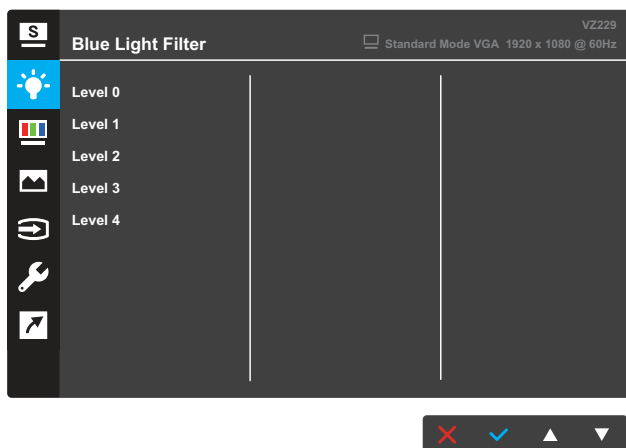 S
VZ229
Blue Light Filter
Standard Mode VGA 1920 x 1080 @ 60Hz
Level 0
Level 1
Level 2
Level 3
Level 4